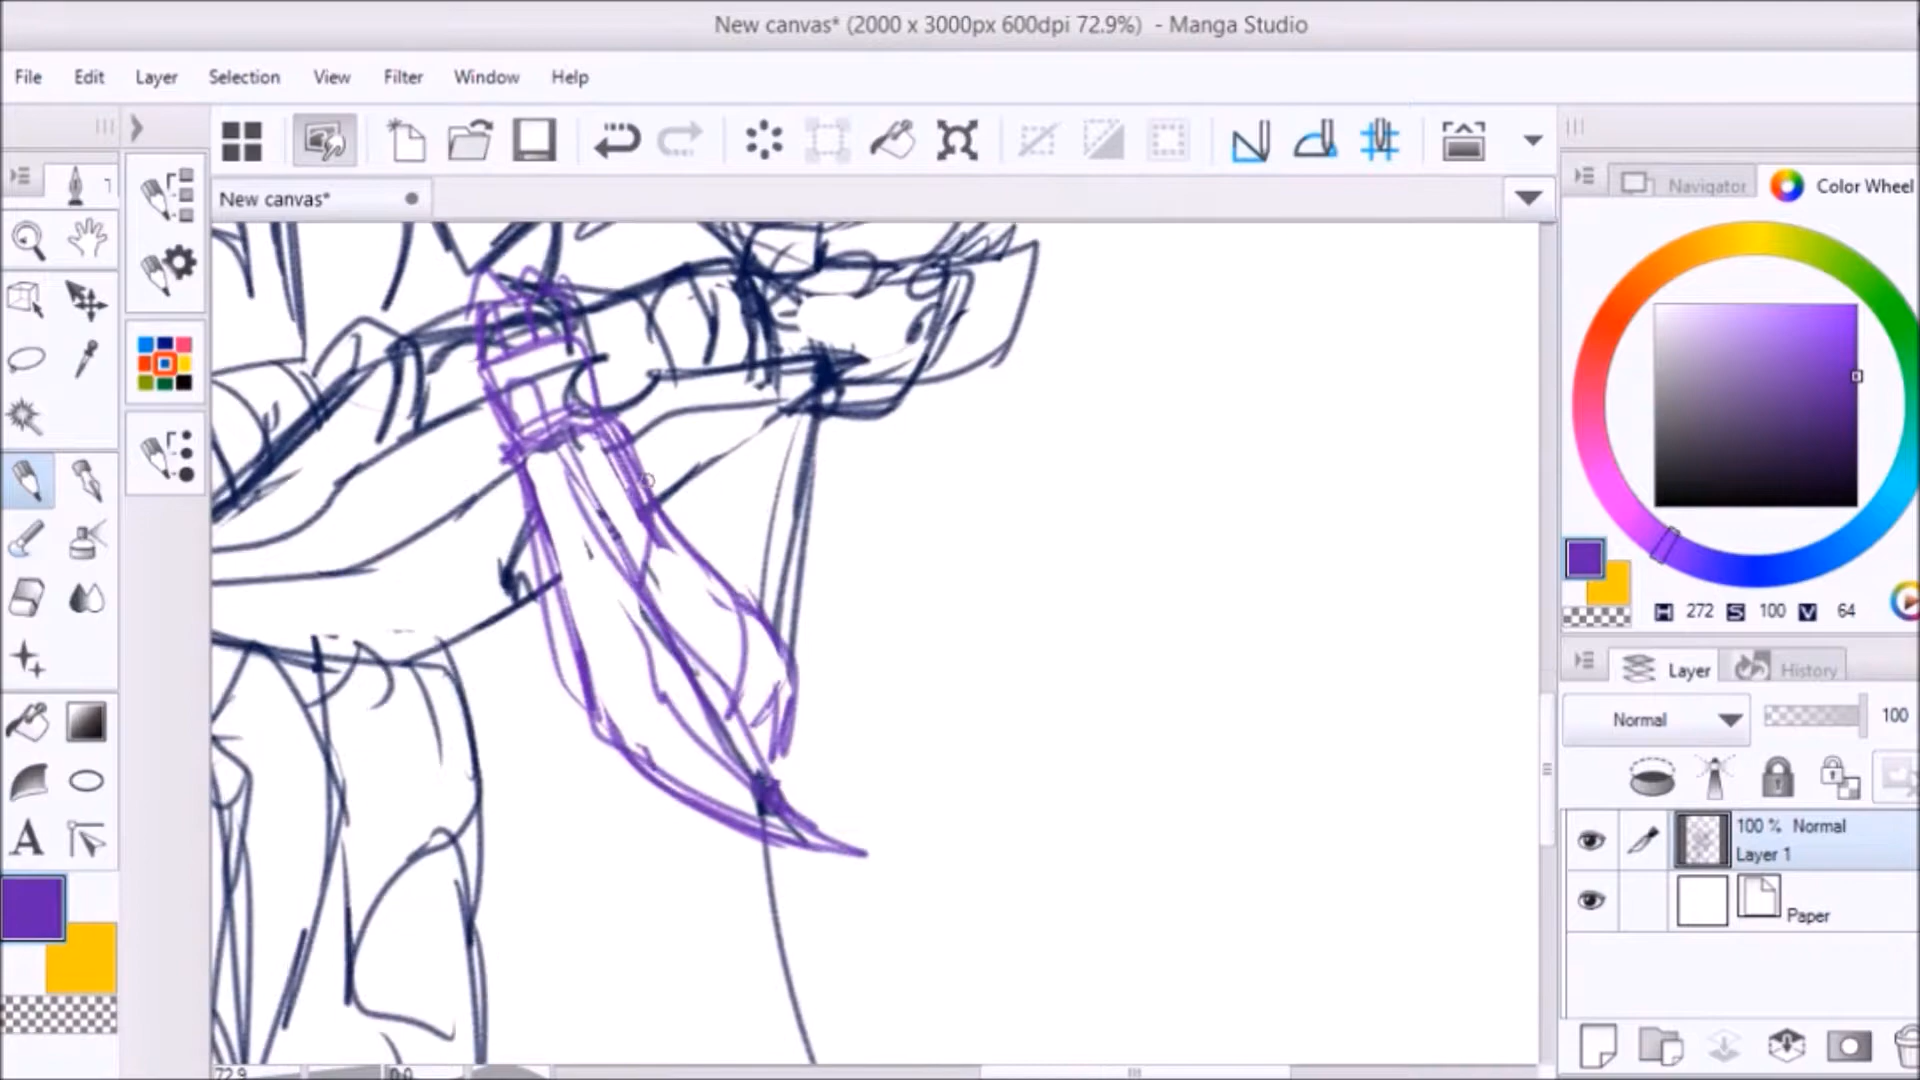 New canvas* (2000 x 3000px 600dpi 72.9%) - Manga Studio
File Edit Layer Selection View Filter Window Help
New canvas*
Navigator Color Wheel
H 272 S 100 V 64
Layer History
Normal 100
100 % Normal
Layer 1
Paper
A
72.9 0.0